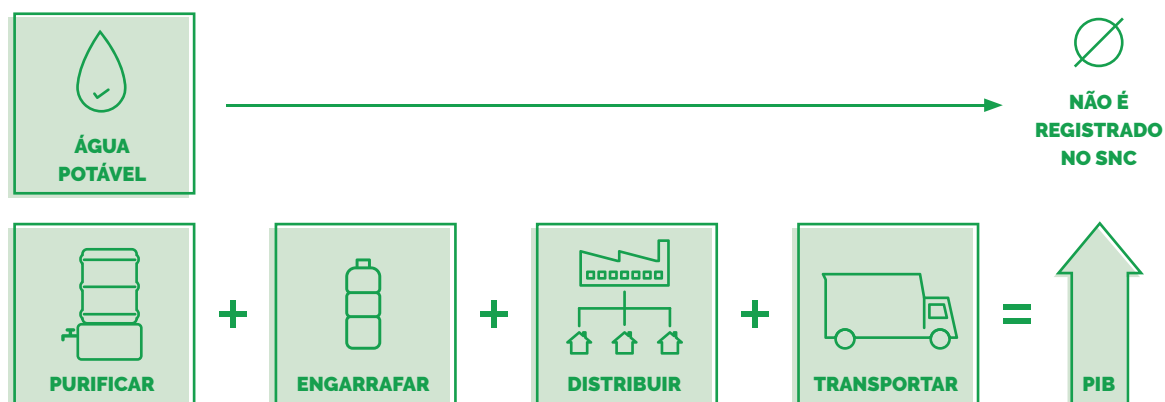 ÁGUA
POTÁVEL
NÃO É
REGISTRADO
NO SNC
PURIFICAR
ENGARRAFAR
DISTRIBUIR
TRANSPORTAR
PIB